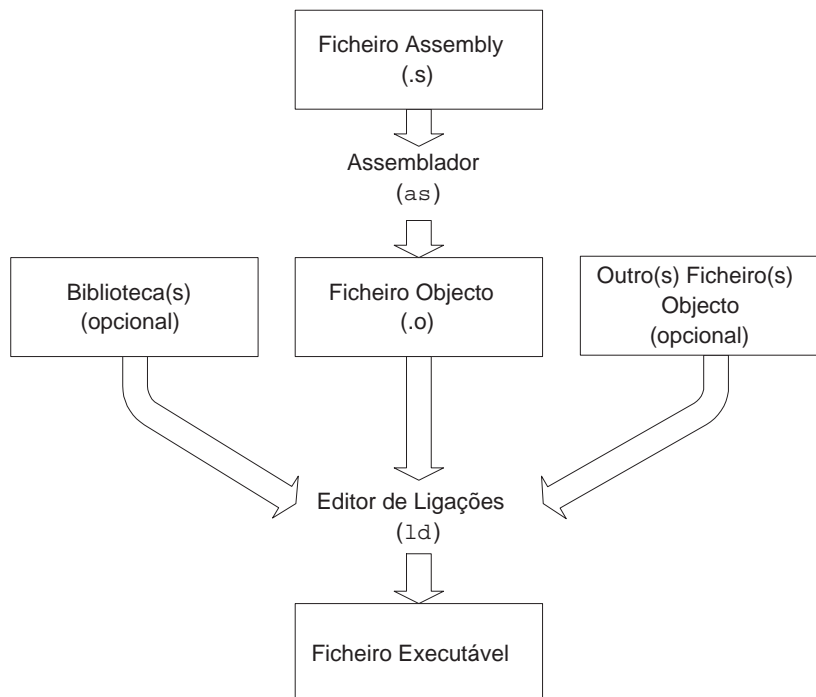 Ficheiro Assembly
(.s)
Assemblador
(as)
Biblioteca(s)
(opcional)
Ficheiro Objecto
(.o)
Outro(s) Ficheiro(s)
Objecto
(opcional)
Editor de Ligações
(ld)
Ficheiro Executável